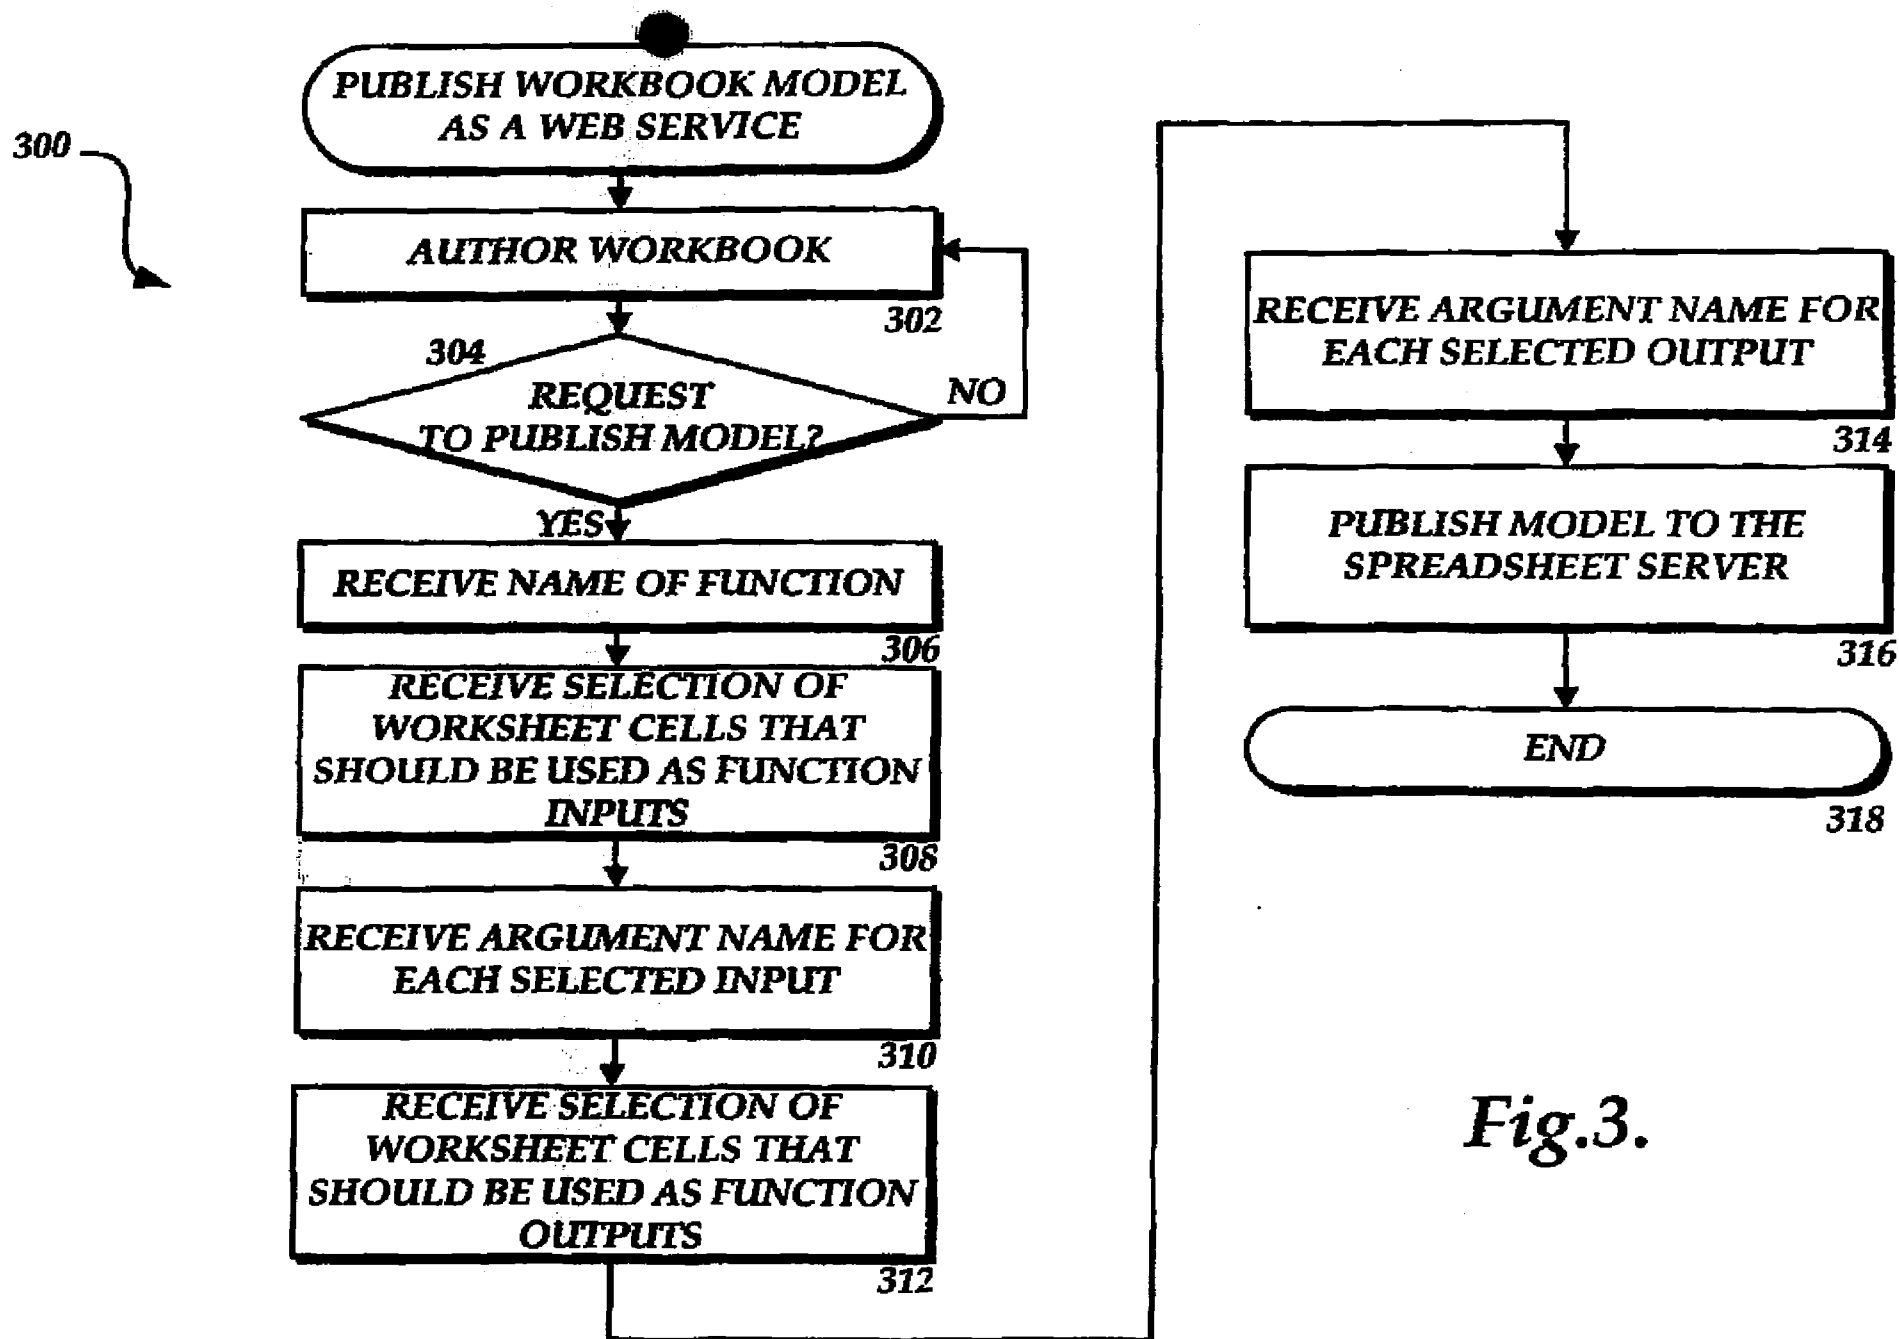 PUBLISH WORKBOOK MODEL
AS A WEB SERVICE
300
AUTHOR WORKBOOK
302
304
REQUEST
TO PUBLISH MODEL?
NO
YES
RECEIVE NAME OF FUNCTION
306
RECEIVE SELECTION OF
WORKSHEET CELLS THAT
SHOULD BE USED AS FUNCTION
INPUTS
308
RECEIVE ARGUMENT NAME FOR
EACH SELECTED INPUT
310
RECEIVE SELECTION OF
WORKSHEET CELLS THAT
SHOULD BE USED AS FUNCTION
OUTPUTS
312
RECEIVE ARGUMENT NAME FOR
EACH SELECTED OUTPUT
314
PUBLISH MODEL TO THE
SPREADSHEET SERVER
316
END
318
Fig.3.